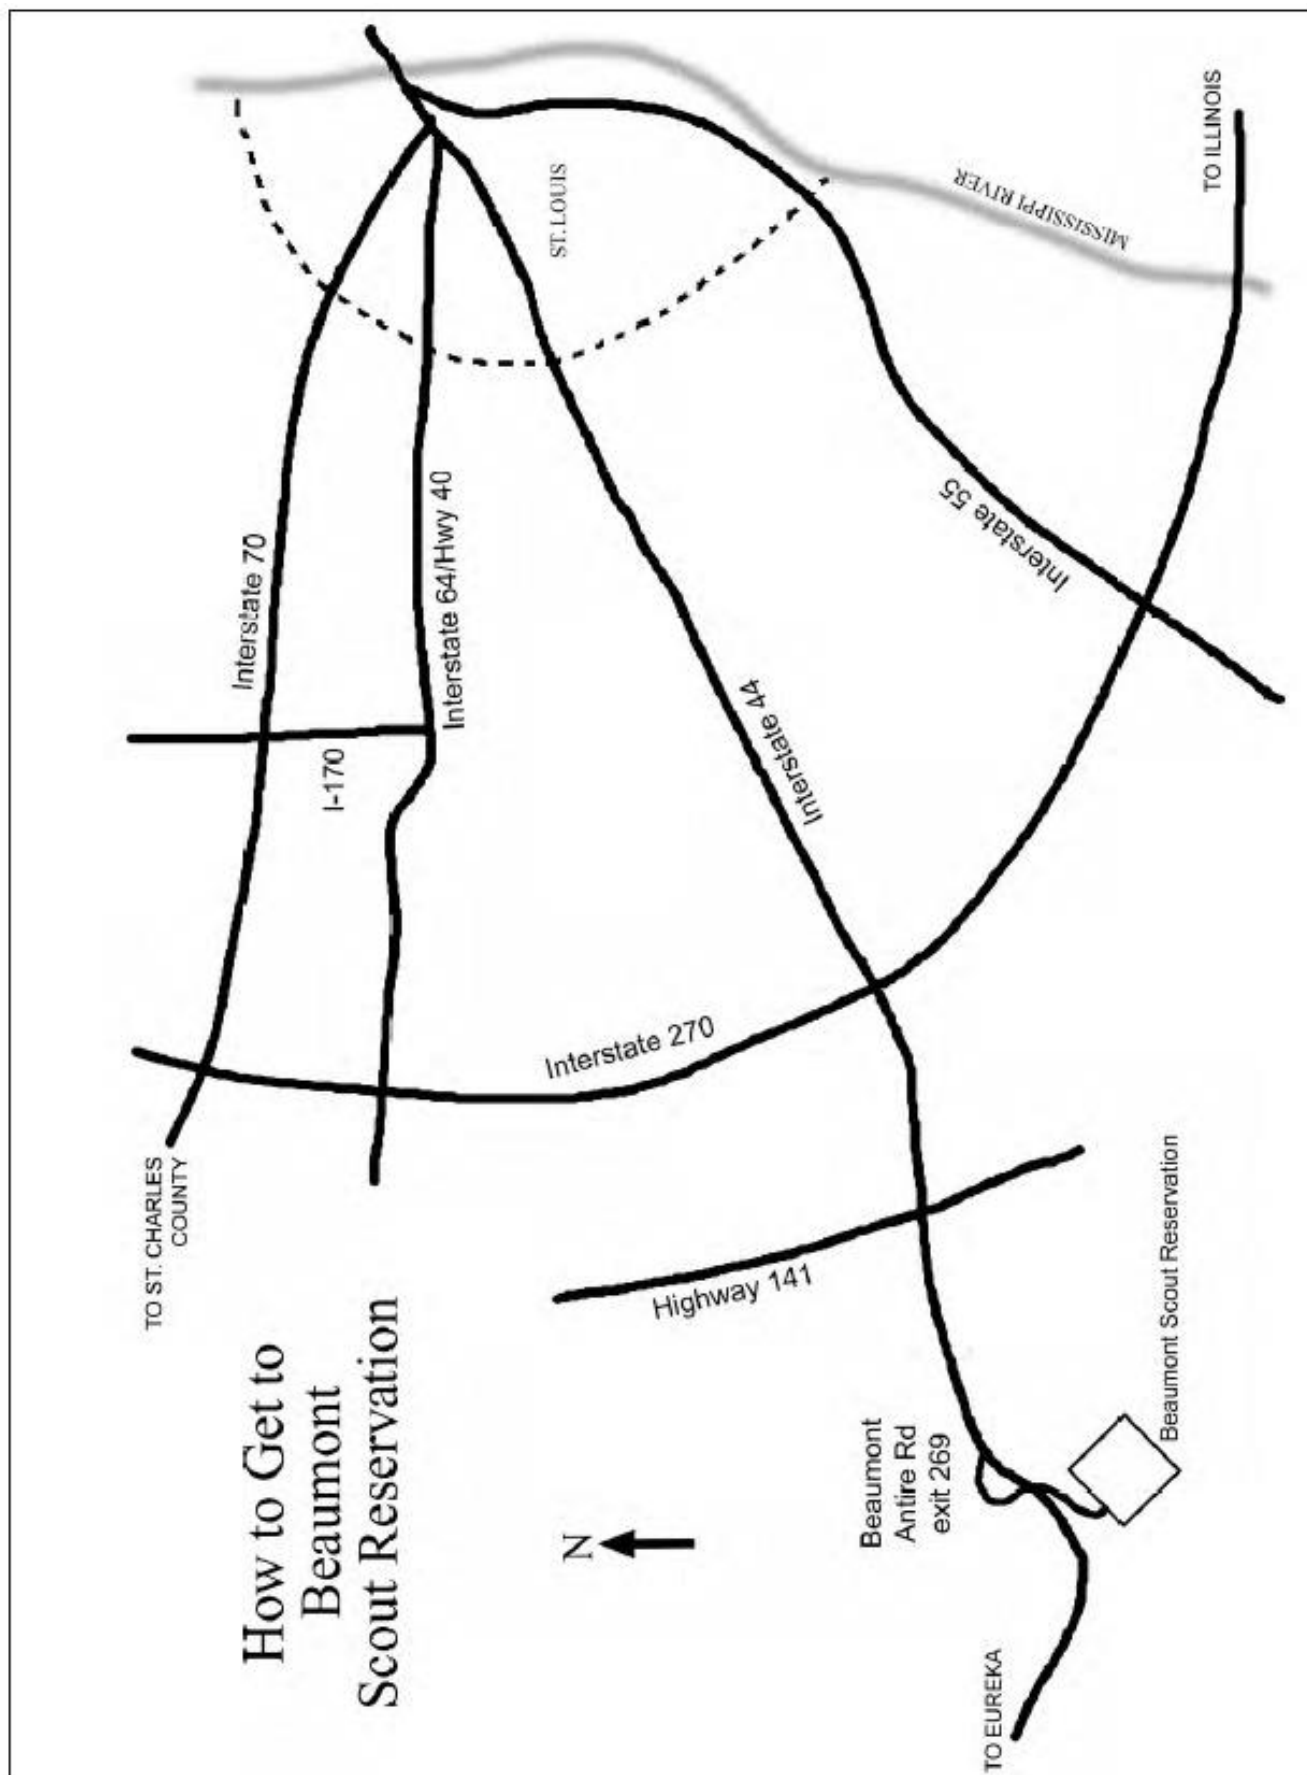 How to Get to
Beaumont
Scout Reservation
N
TO ST. CHARLES
COUNTY
Interstate 70
I-170
Interstate 64/Hwy 40
ST. LOUIS
Interstate 270
Interstate 44
Interstate 55
MISSISSIPPI RIVER
TO ILLINOIS
Highway 141
Beaumont
Antire Rd
exit 269
Beaumont Scout Reservation
TO EUREKA